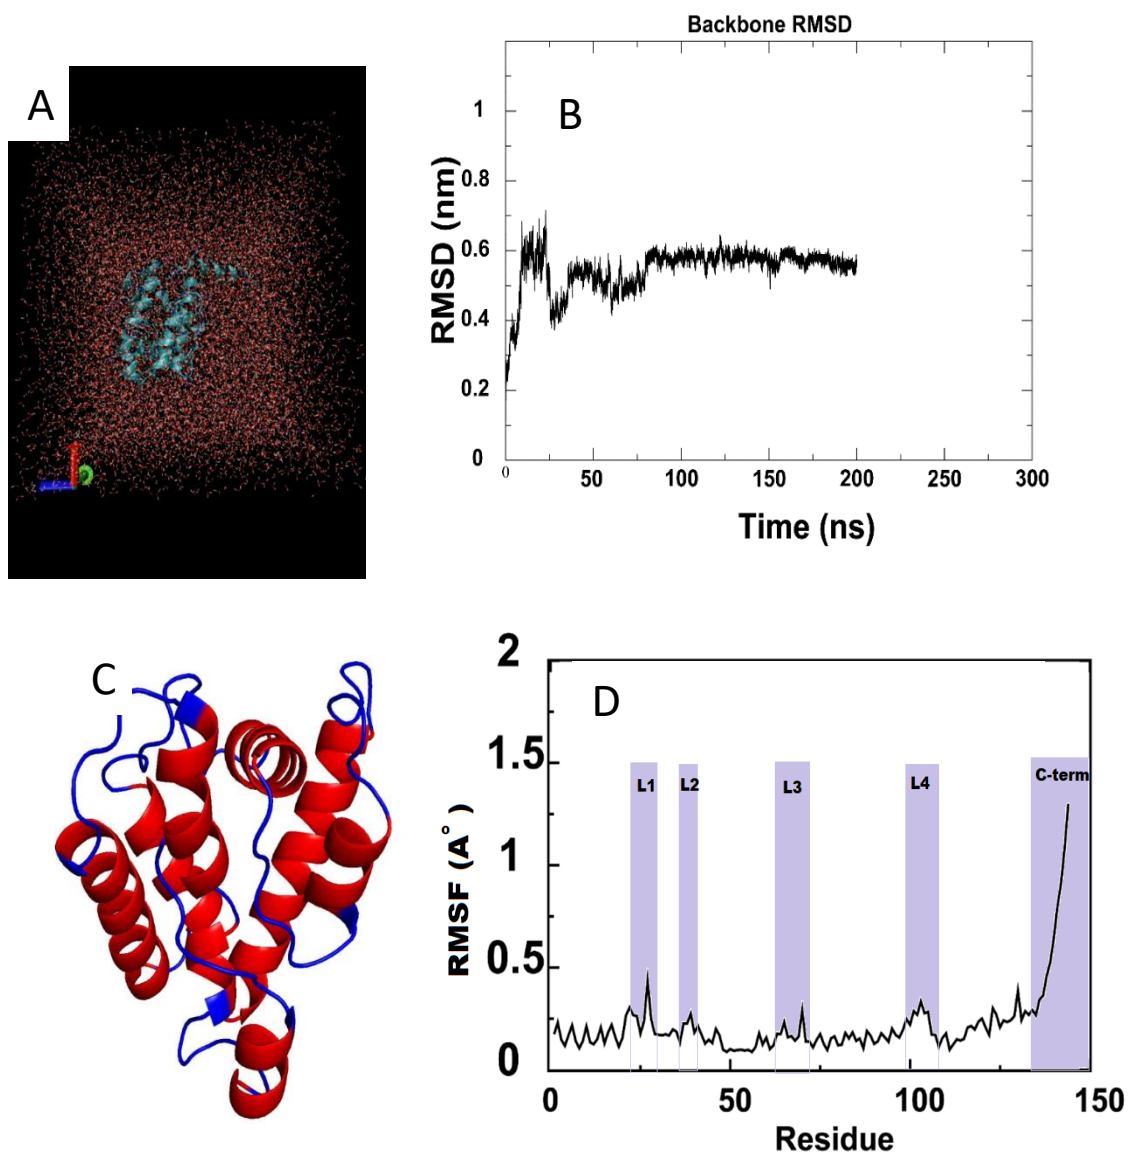 A
Backbone RMSD
B
RMSD (nm)
1
0.8
0.6
0.4
0.2
0
0 50 100 150 200 250 300
Time (ns)
C
D
RMSF (A°)
2
1.5
1
0.5
0
L1 L2 L3 L4 C-term
0 50 100 150
Residue